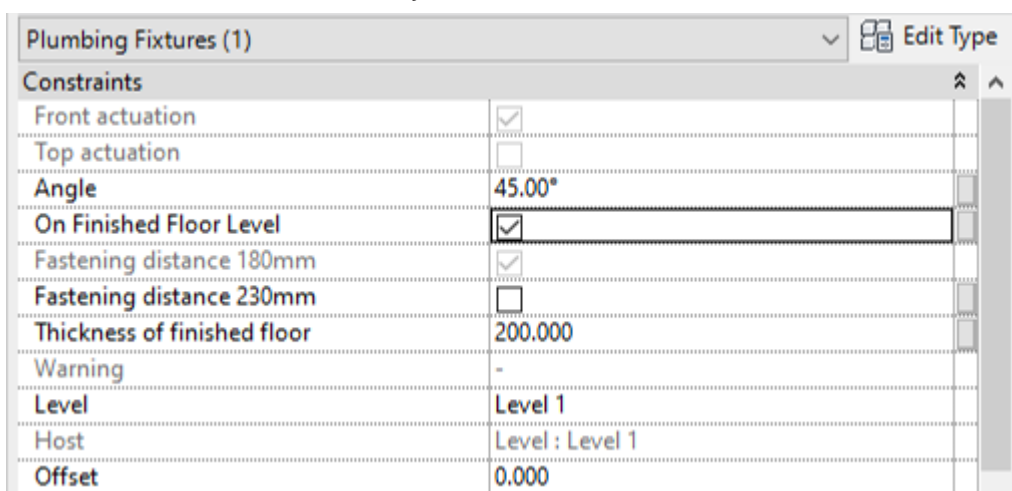 Plumbing Fixtures (1) Edit Type
Constraints
Front actuation
Top actuation
Angle 45.00°
On Finished Floor Level
Fastening distance 180mm
Fastening distance 230mm
Thickness of finished floor 200.000
Warning -
Level Level 1
Host Level : Level 1
Offset 0.000